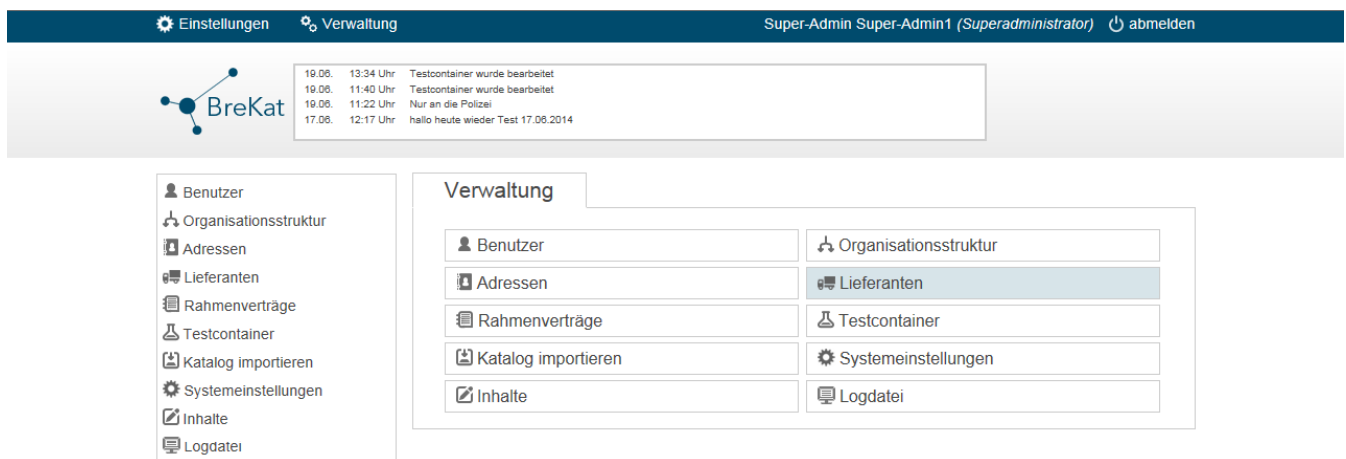 Einstellungen Verwaltung Super-Admin Super-Admin1 (Superadministrator) abmelden
BreKat
19.06. 13:34 Uhr Testcontainer wurde bearbeitet
19.06. 11:40 Uhr Testcontainer wurde bearbeitet
19.06. 11:22 Uhr Nur an die Polizei
17.06. 12:17 Uhr hallo heute wieder Test 17.06.2014
Benutzer
Organisationsstruktur
Adressen
Lieferanten
Rahmenverträge
Testcontainer
Katalog importieren
Systemeinstellungen
Inhalte
Logdatei
Verwaltung
Benutzer Organisationsstruktur
Adressen Lieferanten
Rahmenverträge Testcontainer
Katalog importieren Systemeinstellungen
Inhalte Logdatei